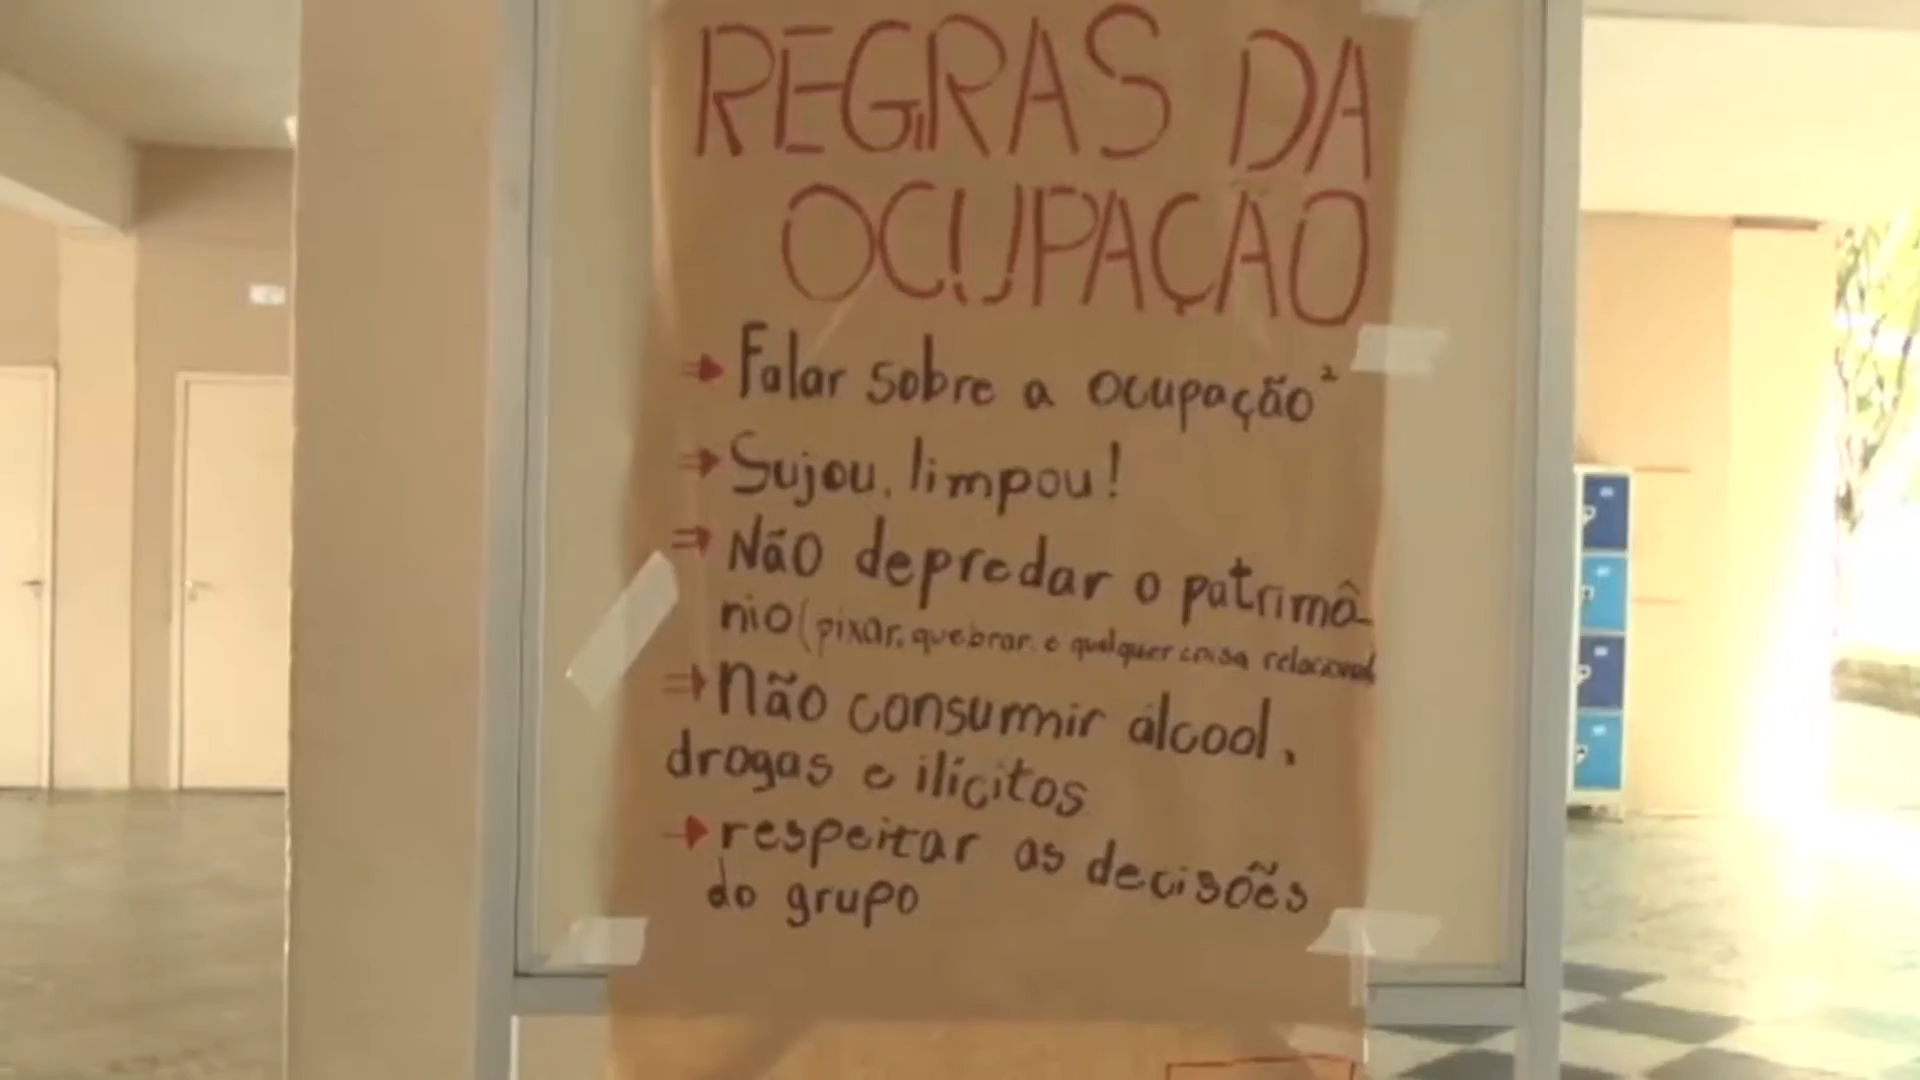 REGRAS DA
OCUPAÇÃO
⇒ Falar sobre a ocupação²
⇒ Sujou, limpou!
⇒ Não depredar o patrimô-
nio (pixar, quebrar, e qualquer coisa
⇒ Não consumir álcool,
drogas e ilícitos
→ respeitar as decisões
do grupo